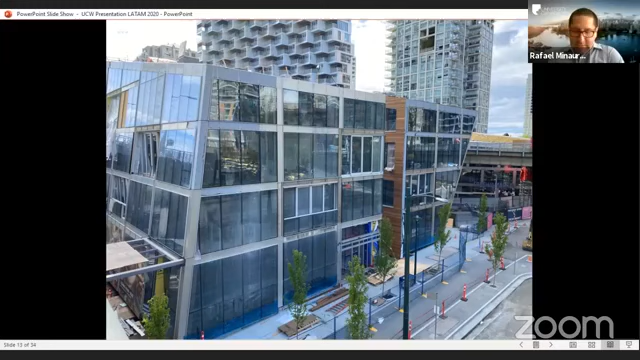 PowerPoint Slide Show - UCW Presentation LATAM 2020 - PowerPoint
Rafael Minaur...
Slide 13 of 34
zoom